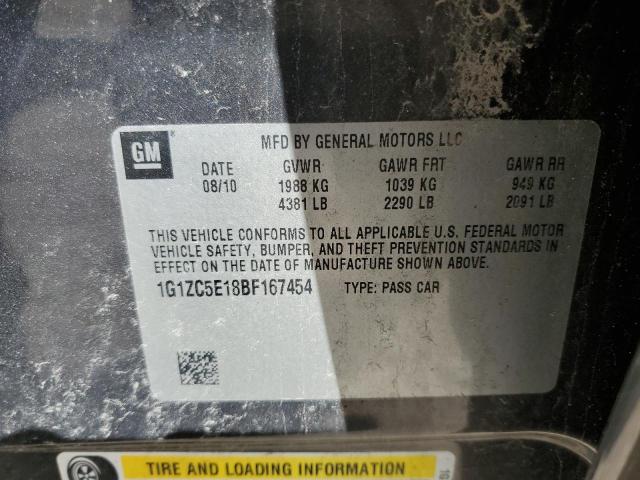 GM
MFD BY GENERAL MOTORS LLC
DATE GVWR GAWR FRT GAWR RR
08/10 1988 KG 1039 KG 949 KG
4381 LB 2290 LB 2091 LB
THIS VEHICLE CONFORMS TO ALL APPLICABLE U.S. FEDERAL MOTOR
VEHICLE SAFETY, BUMPER, AND THEFT PREVENTION STANDARDS IN
EFFECT ON THE DATE OF MANUFACTURE SHOWN ABOVE.
1G1ZC5E18BF167454 TYPE: PASS CAR
TIRE AND LOADING INFORMATION